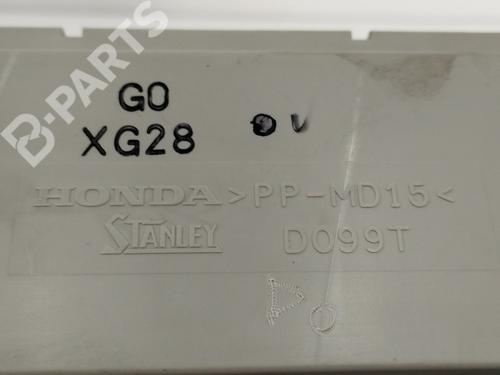 B-PARTS
G0
XG28
HONDA >PP-MD15<
STANLEY D099T